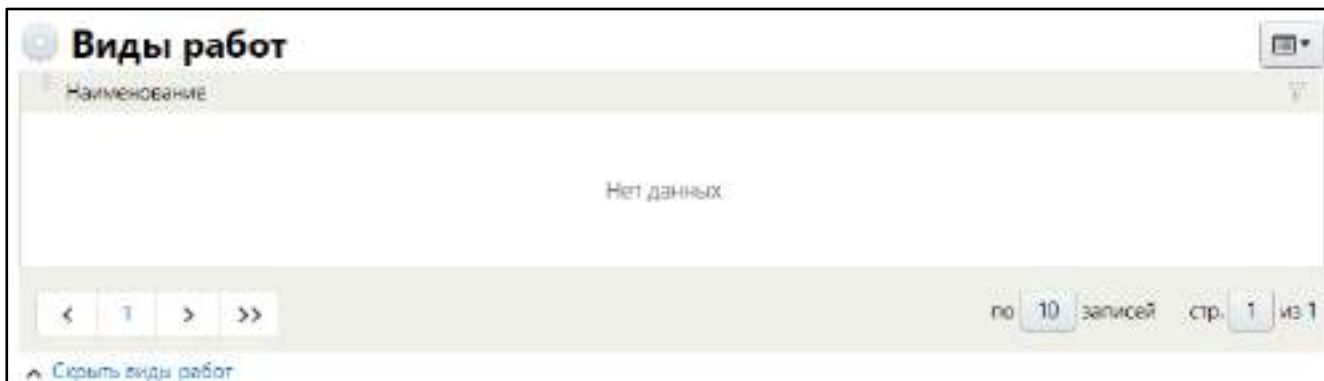 Виды работ
Наименование
Нет данных
< 1 > >> по 10 записей стр. 1 из 1
Скрыть виды работ